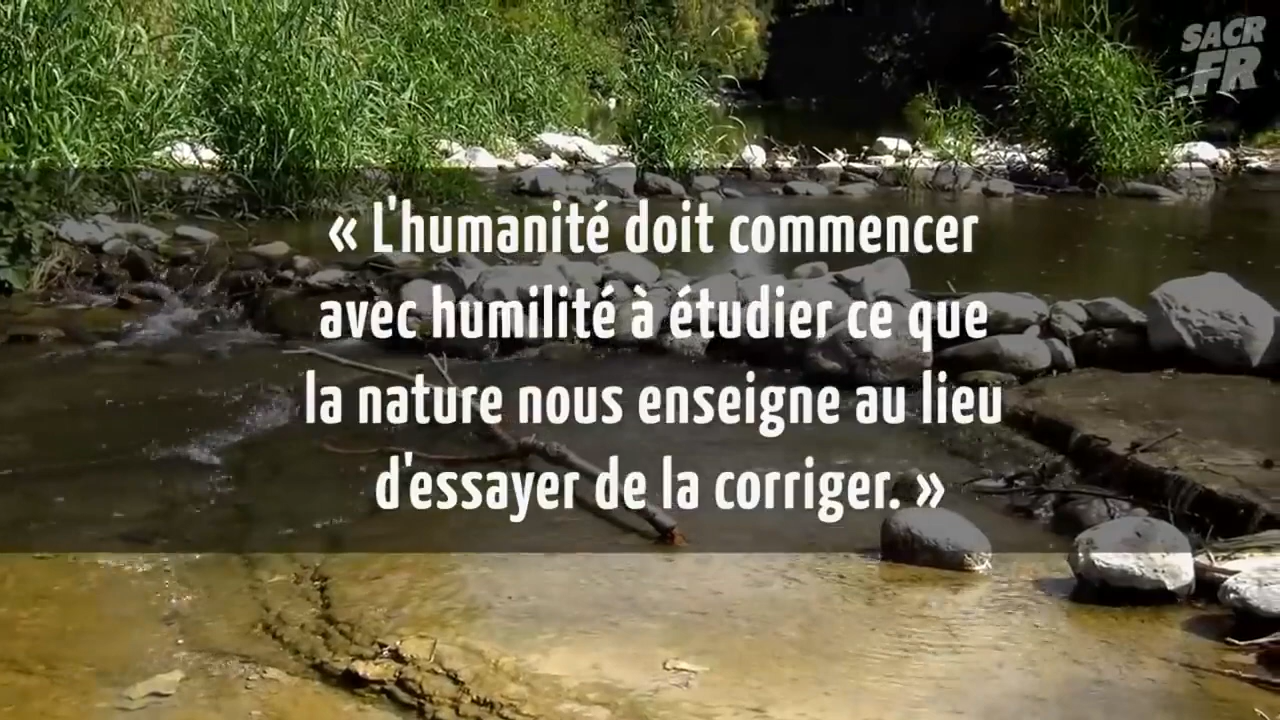 SACR
.FR
« L'humanité doit commencer
avec humilité à étudier ce que
la nature nous enseigne au lieu
d'essayer de la corriger. »